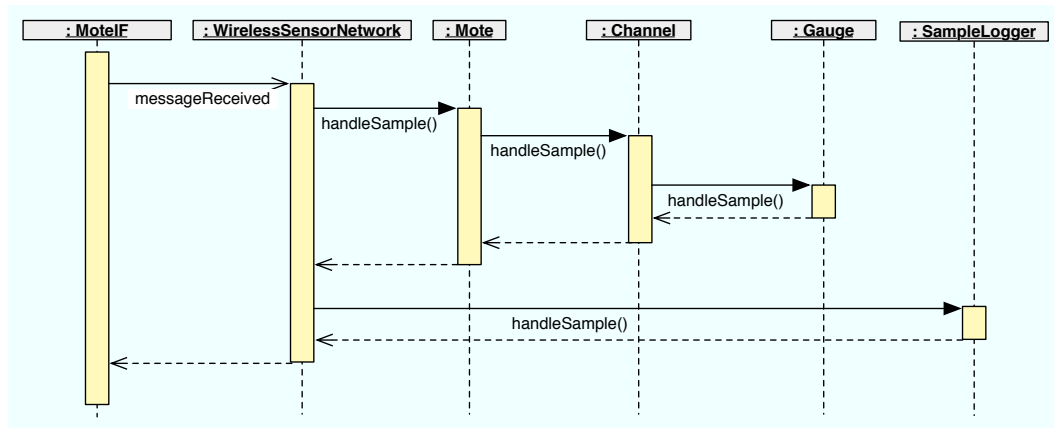 : MoteIF
: WirelessSensorNetwork
: Mote
: Channel
: Gauge
: SampleLogger
messageReceived
handleSample()
handleSample()
handleSample()
handleSample()